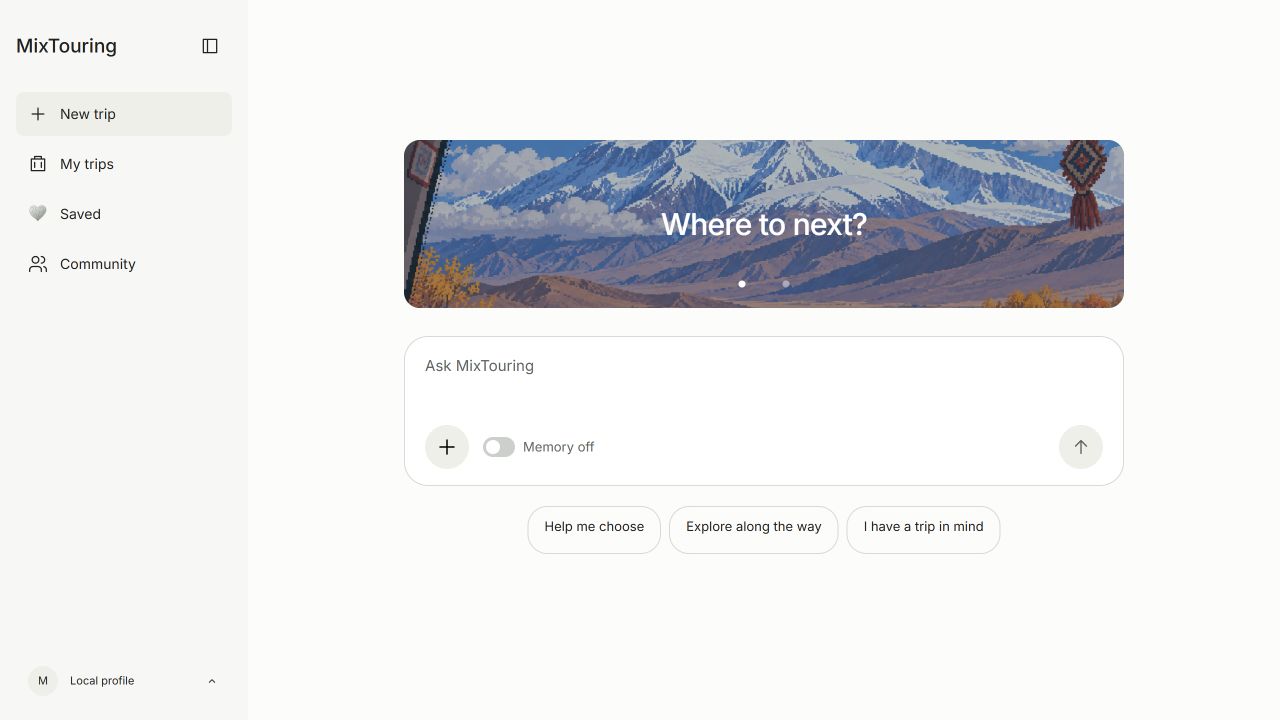 MixTouring
New trip
My trips
Saved
Community
Where to next?
Ask MixTouring
Memory off
Help me choose
Explore along the way
I have a trip in mind
M
Local profile